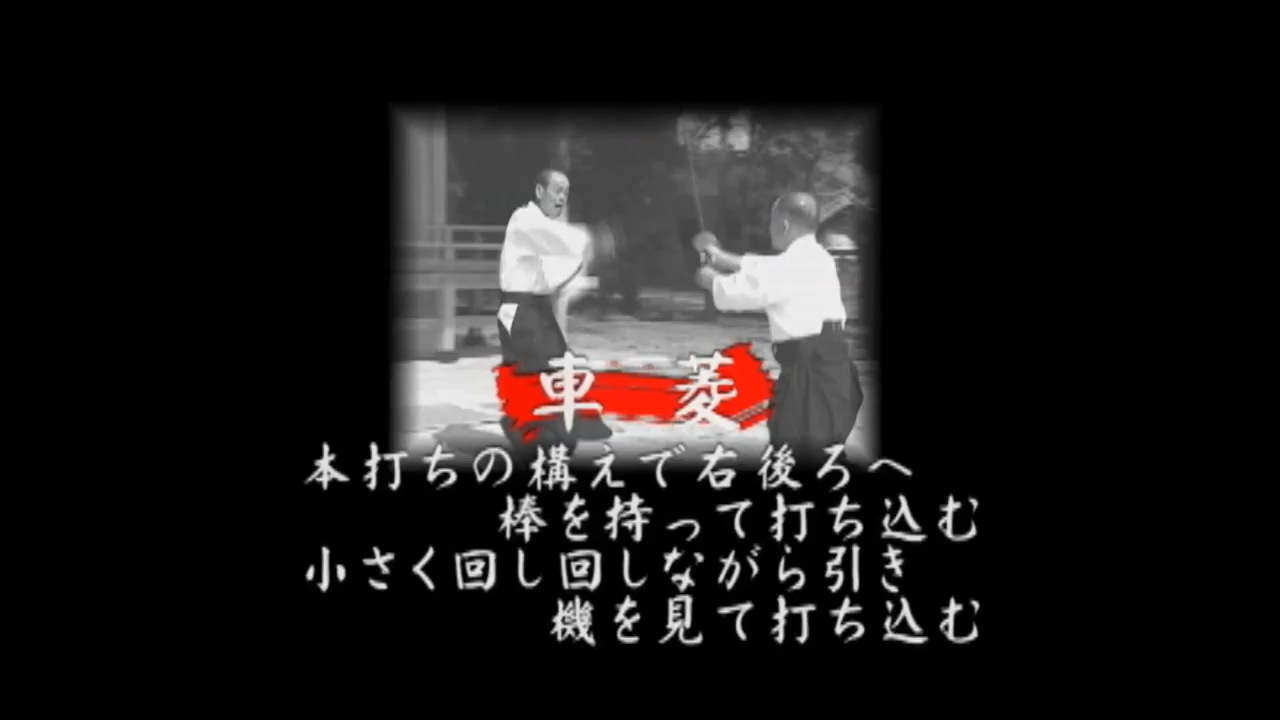 車菱
本打ちの構えで右後ろへ
棒を持って打ち込む
小さく回し回しながら引き
機を見て打ち込む